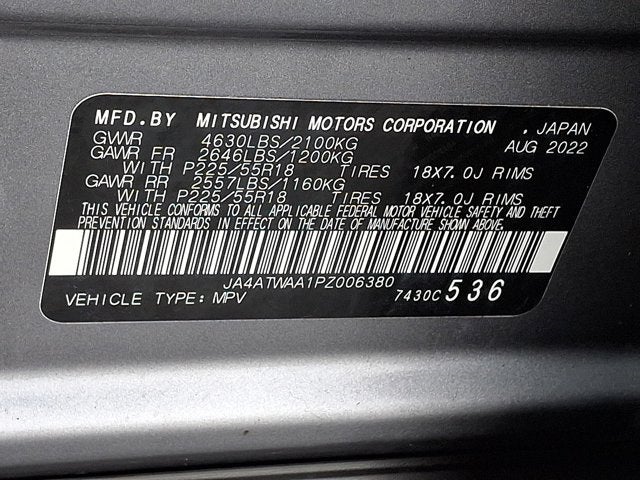 MFD.BY MITSUBISHI MOTORS CORPORATION . JAPAN
GVWR 4630LBS/2100KG AUG 2022
GAWR FR 2646LBS/1200KG
WITH P225/55R18 TIRES 18X7.0J RIMS
GAWR RR 2557LBS/1160KG
WITH P225/55R18 TIRES 18X7.0J RIMS
THIS VEHICLE CONFORMS TO ALL APPLICABLE FEDERAL MOTOR VEHICLE SAFETY AND THEFT
PREVENTION STANDARDS IN EFFECT ON THE DATE OF MANUFACTURE SHOWN ABOVE.
JA4ATWAA1PZ006380
VEHICLE TYPE: MPV 7430C 536